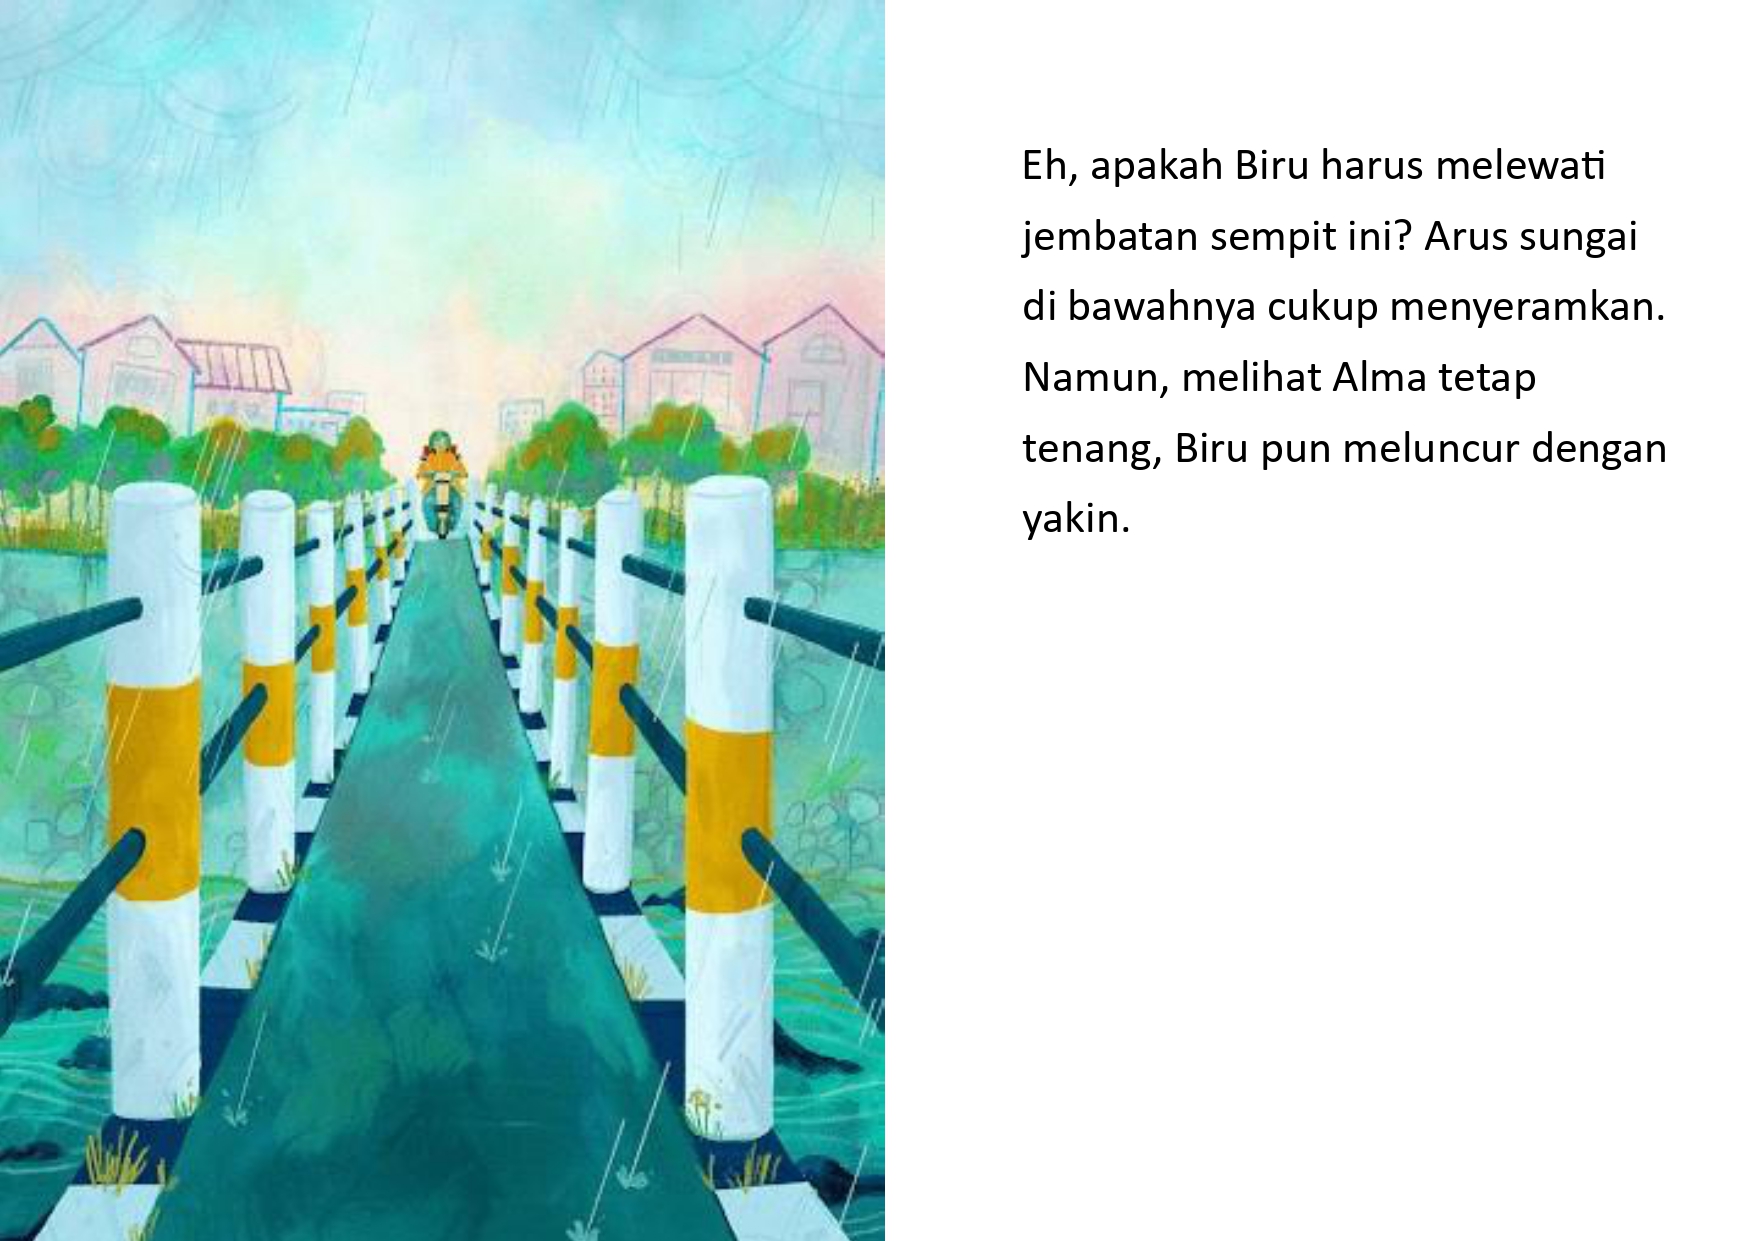 Eh, apakah Biru harus melewati
jembatan sempit ini? Arus sungai
di bawahnya cukup menyeramkan.
Namun, melihat Alma tetap
tenang, Biru pun meluncur dengan
yakin.